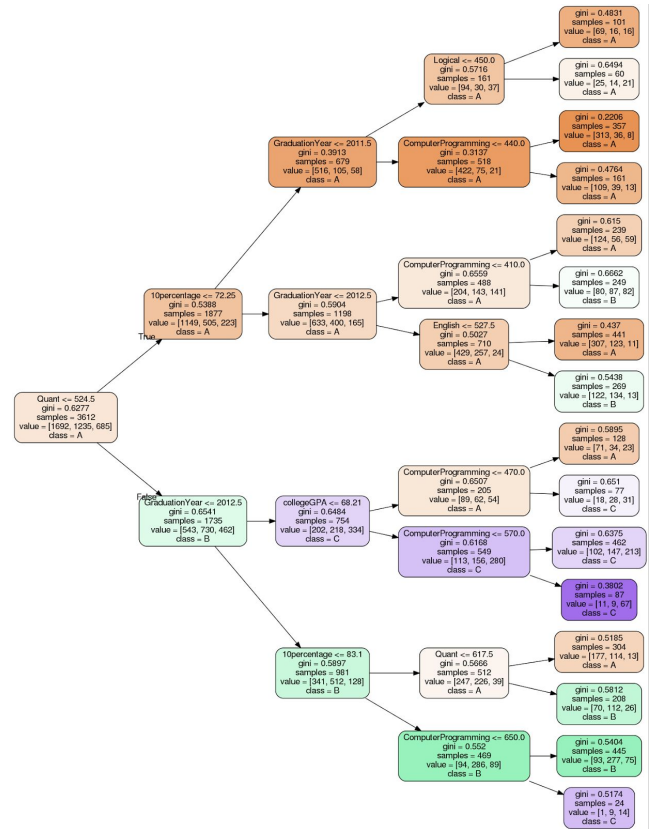 gini = 0.4831
samples = 101
value = [69, 16, 16]
class = A
Logical <= 450.0
gini = 0.5716
samples = 161
value = [94, 30, 37]
class = A
gini = 0.6494
samples = 60
value = [25, 14, 21]
class = A
gini = 0.2206
samples = 357
value = [313, 36, 8]
class = A
GraduationYear <= 2011.5
gini = 0.3913
samples = 679
value = [516, 105, 58]
class = A
ComputerProgramming <= 440.0
gini = 0.3137
samples = 518
value = [422, 75, 21]
class = A
gini = 0.4764
samples = 161
value = [109, 39, 13]
class = A
gini = 0.615
samples = 239
value = [124, 56, 59]
class = A
ComputerProgramming <= 410.0
gini = 0.6559
samples = 488
value = [204, 143, 141]
class = A
gini = 0.6662
samples = 249
value = [80, 87, 82]
class = B
10percentage <= 72.25
gini = 0.5388
samples = 1877
value = [1149, 505, 223]
class = A
True
GraduationYear <= 2012.5
gini = 0.5904
samples = 1198
value = [633, 400, 165]
class = A
English <= 527.5
gini = 0.5027
samples = 710
value = [429, 257, 24]
class = A
gini = 0.437
samples = 441
value = [307, 123, 11]
class = A
gini = 0.5438
samples = 269
value = [122, 134, 13]
class = B
Quant <= 524.5
gini = 0.6277
samples = 3612
value = [1692, 1235, 685]
class = A
gini = 0.5895
samples = 128
value = [71, 34, 23]
class = A
ComputerProgramming <= 470.0
gini = 0.6507
samples = 205
value = [89, 62, 54]
class = A
gini = 0.651
samples = 77
value = [18, 28, 31]
class = C
False
GraduationYear <= 2012.5
gini = 0.6541
samples = 1735
value = [543, 730, 462]
class = B
collegeGPA <= 68.21
gini = 0.6484
samples = 754
value = [202, 218, 334]
class = C
ComputerProgramming <= 570.0
gini = 0.6168
samples = 549
value = [113, 156, 280]
class = C
gini = 0.6375
samples = 462
value = [102, 147, 213]
class = C
gini = 0.3802
samples = 87
value = [11, 9, 67]
class = C
gini = 0.5185
samples = 304
value = [177, 114, 13]
class = A
10percentage <= 83.1
gini = 0.5897
samples = 981
value = [341, 512, 128]
class = B
Quant <= 617.5
gini = 0.5666
samples = 512
value = [247, 226, 39]
class = A
gini = 0.5812
samples = 208
value = [70, 112, 26]
class = B
ComputerProgramming <= 650.0
gini = 0.552
samples = 469
value = [94, 286, 89]
class = B
gini = 0.5404
samples = 445
value = [93, 277, 75]
class = B
gini = 0.5174
samples = 24
value = [1, 9, 14]
class = C